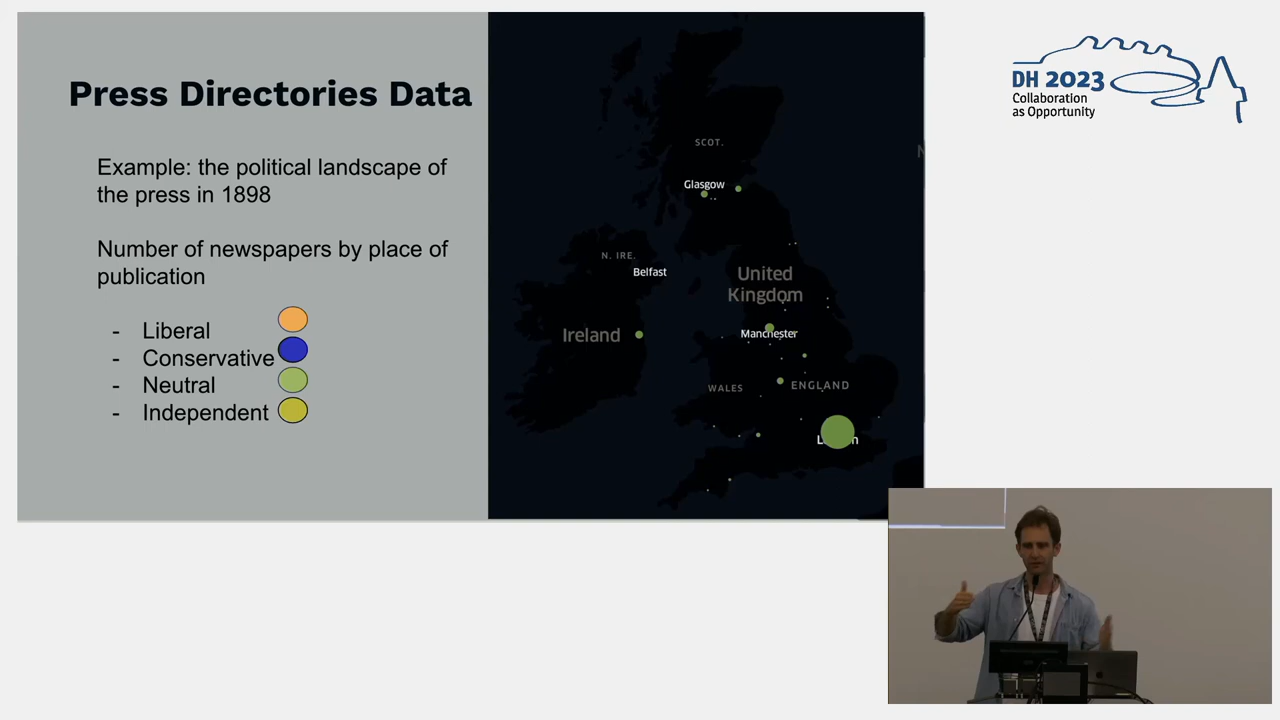 Press Directories Data
Example: the political landscape of
the press in 1898
Number of newspapers by place of
publication
- Liberal
- Conservative
- Neutral
- Independent
SCOT.
Glasgow
N. IRE.
Belfast
United
Kingdom
Ireland
Manchester
WALES
ENGLAND
DH 2023
Collaboration
as Opportunity